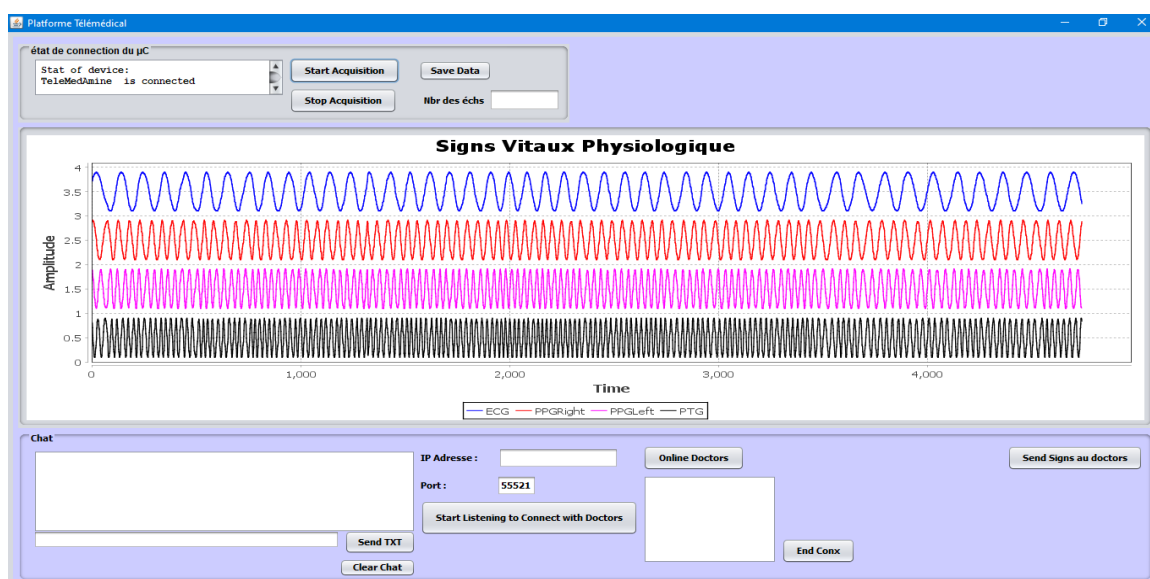 Platforme Télémédical
état de connection du µC
Stat of device:
TeleMedAmine is connected
Start Acquisition
Save Data
Stop Acquisition
Nbr des échs
Signs Vitaux Physiologique
Amplitude
4
3.5
3
2.5
2
1.5
1
0.5
0
0 1,000 2,000 3,000 4,000
Time
ECG PPGRight PPGLeft PTG
Chat
IP Adresse :
Online Doctors
Send Signs au doctors
Port :
55521
Start Listening to Connect with Doctors
Send TXT
End Conx
Clear Chat